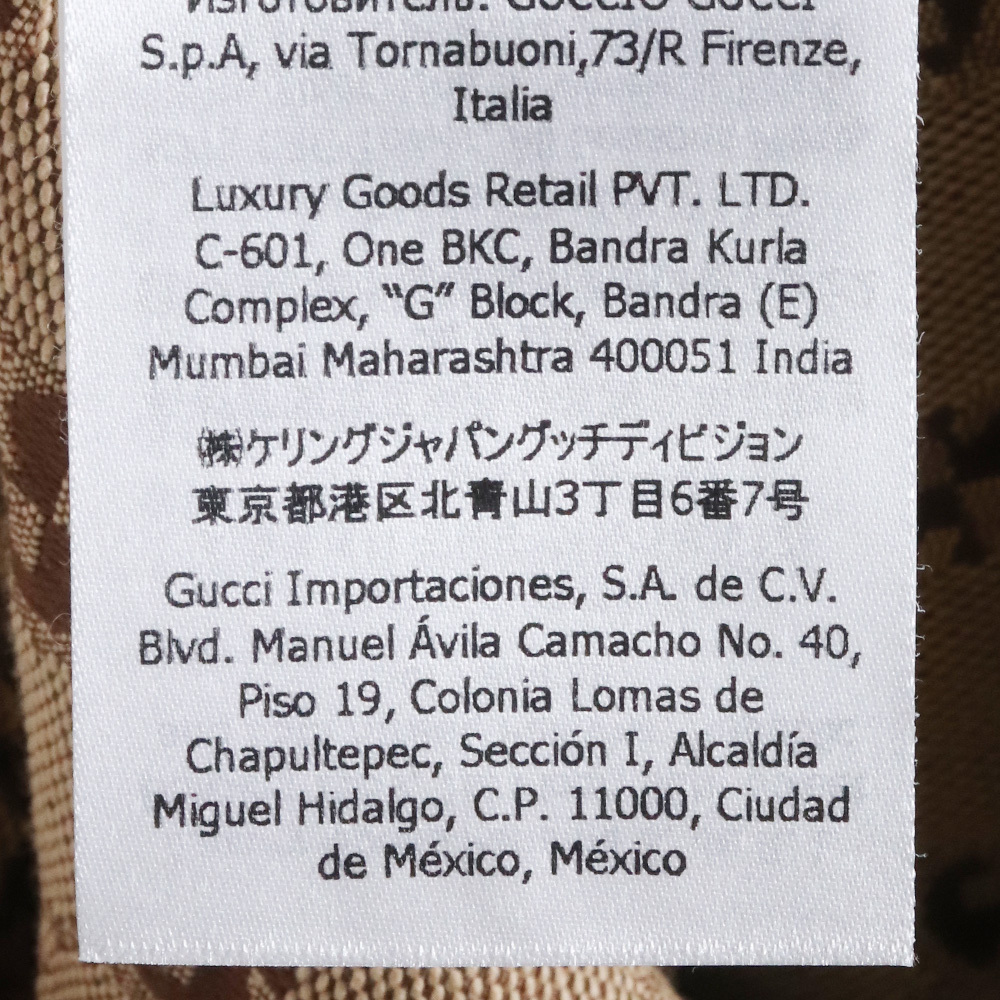 Изготовитель: GUCCIO GUCCI
S.p.A, via Tornabuoni,73/R Firenze,
Italia
Luxury Goods Retail PVT. LTD.
C-601, One BKC, Bandra Kurla
Complex, “G” Block, Bandra (E)
Mumbai Maharashtra 400051 India
㈱ケリングジャパングッチディビジョン
東京都港区北青山3丁目6番7号
Gucci Importaciones, S.A. de C.V.
Blvd. Manuel Ávila Camacho No. 40,
Piso 19, Colonia Lomas de
Chapultepec, Sección I, Alcaldía
Miguel Hidalgo, C.P. 11000, Ciudad
de México, México